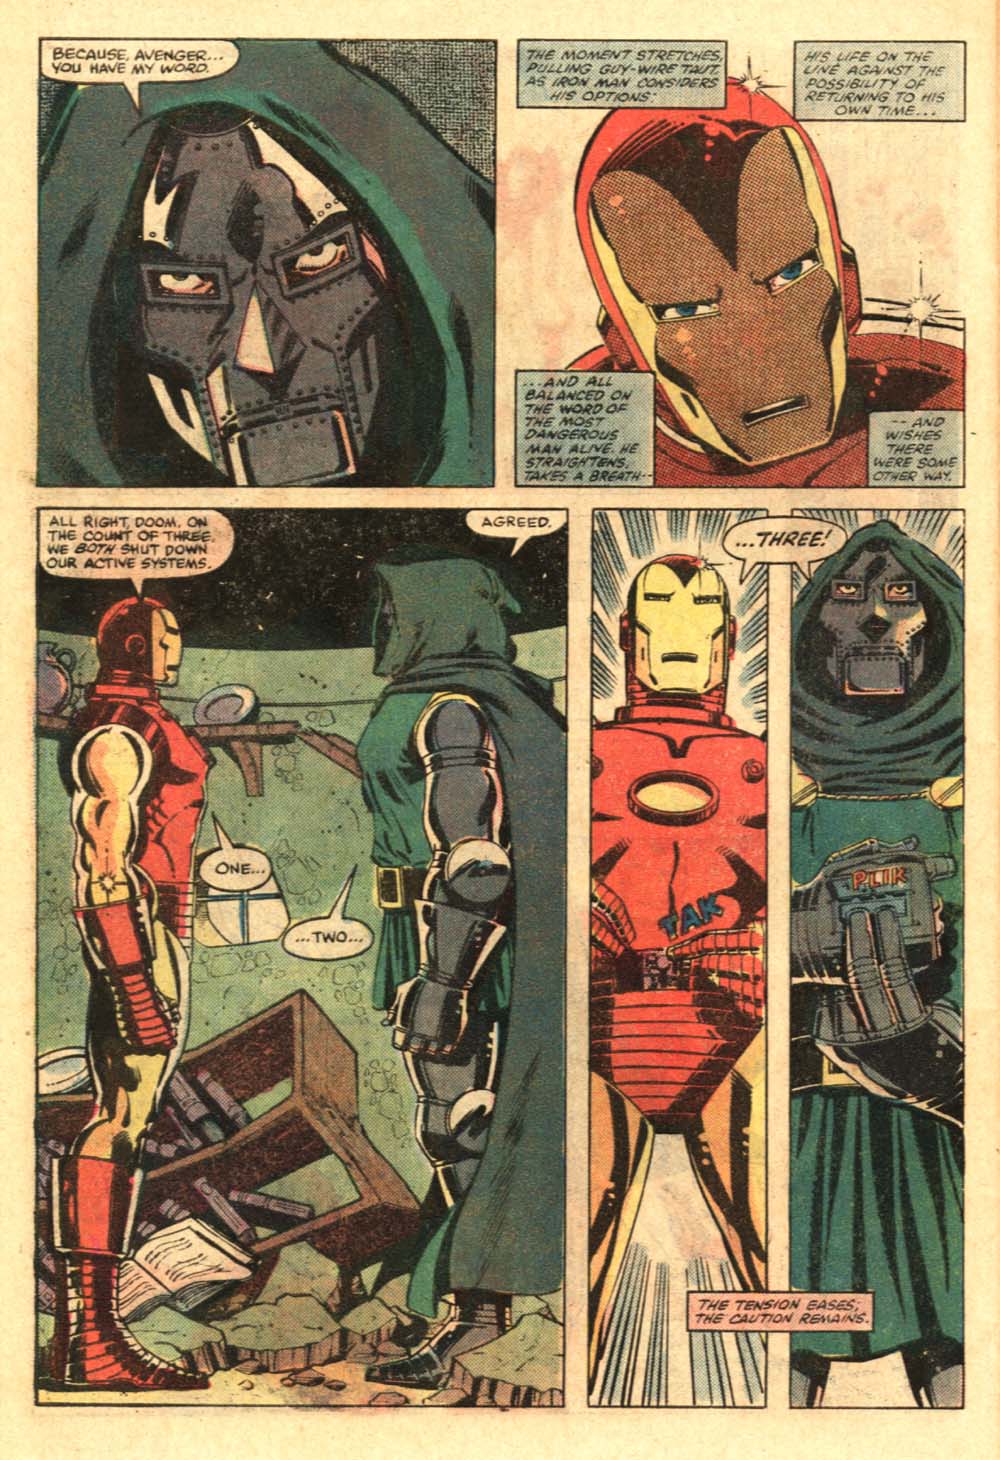 BECAUSE, AVENGER...
YOU HAVE MY WORD.
THE MOMENT STRETCHES,
PULLING GUY-WIRE TAUT,
AS IRON MAN CONSIDERS
HIS OPTIONS:
HIS LIFE ON THE
LINE AGAINST THE
POSSIBILITY OF
RETURNING TO HIS
OWN TIME...
...AND ALL
BALANCED ON
THE WORD OF
THE MOST
DANGEROUS
MAN ALIVE. HE
STRAIGHTENS,
TAKES A BREATH--
-- AND
WISHES
THERE
WERE SOME
OTHER WAY.
ALL RIGHT, DOOM. ON
THE COUNT OF THREE,
WE BOTH SHUT DOWN
OUR ACTIVE SYSTEMS.
AGREED.
ONE...
...TWO...
...THREE!
TAK
PLIK
THE TENSION EASES;
THE CAUTION REMAINS.